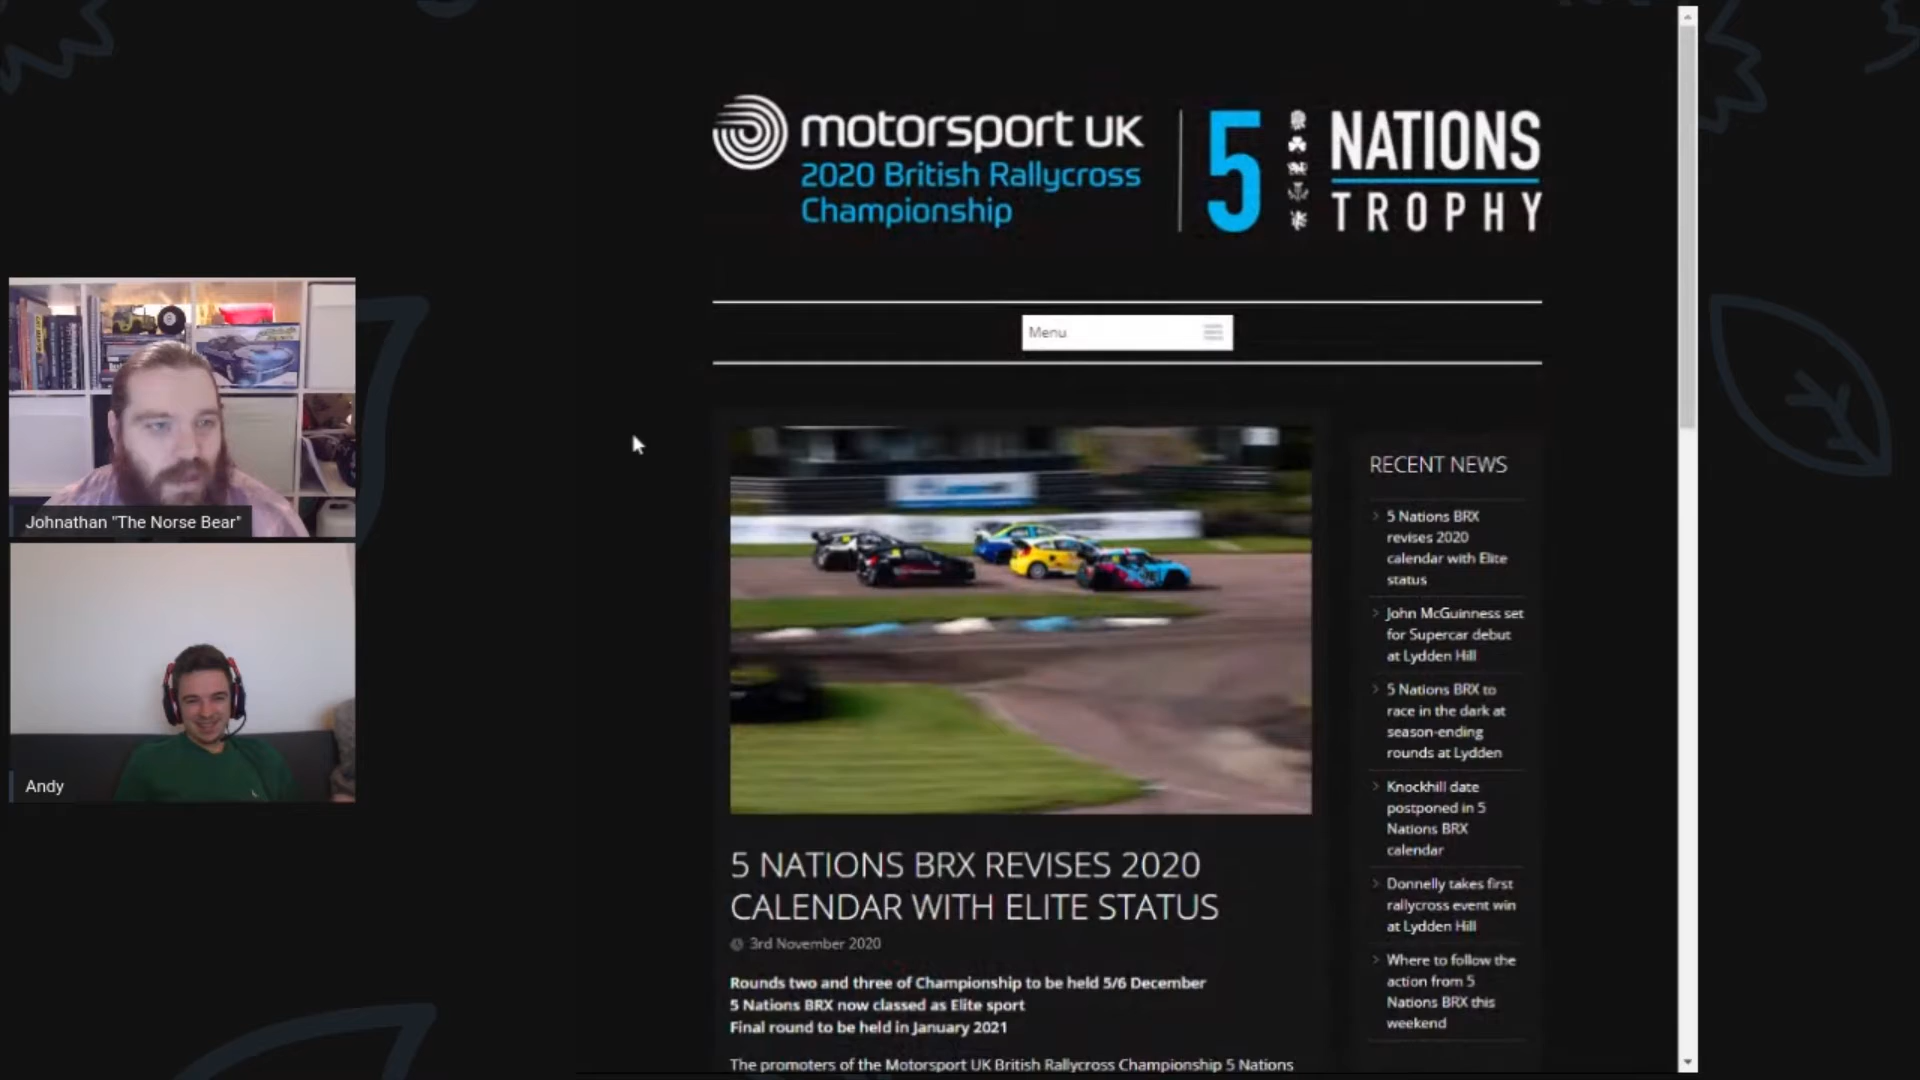 motorsport UK
2020 British Rallycross
Championship
5 NATIONS
TROPHY
Menu
Johnathan "The Norse Bear"
Andy
5 NATIONS BRX REVISES 2020
CALENDAR WITH ELITE STATUS
3rd November 2020
Rounds two and three of Championship to be held 5/6 December
5 Nations BRX now classed as Elite sport
Final round to be held in January 2021
The promoters of the Motorsport UK British Rallycross Championship 5 Nations
RECENT NEWS
5 Nations BRX
revises 2020
calendar with Elite
status
John McGuinness set
for Supercar debut
at Lydden Hill
5 Nations BRX to
race in the dark at
season-ending
rounds at Lydden
Knockhill date
postponed in 5
Nations BRX
calendar
Donnelly takes first
rallycross event win
at Lydden Hill
Where to follow the
action from 5
Nations BRX this
weekend